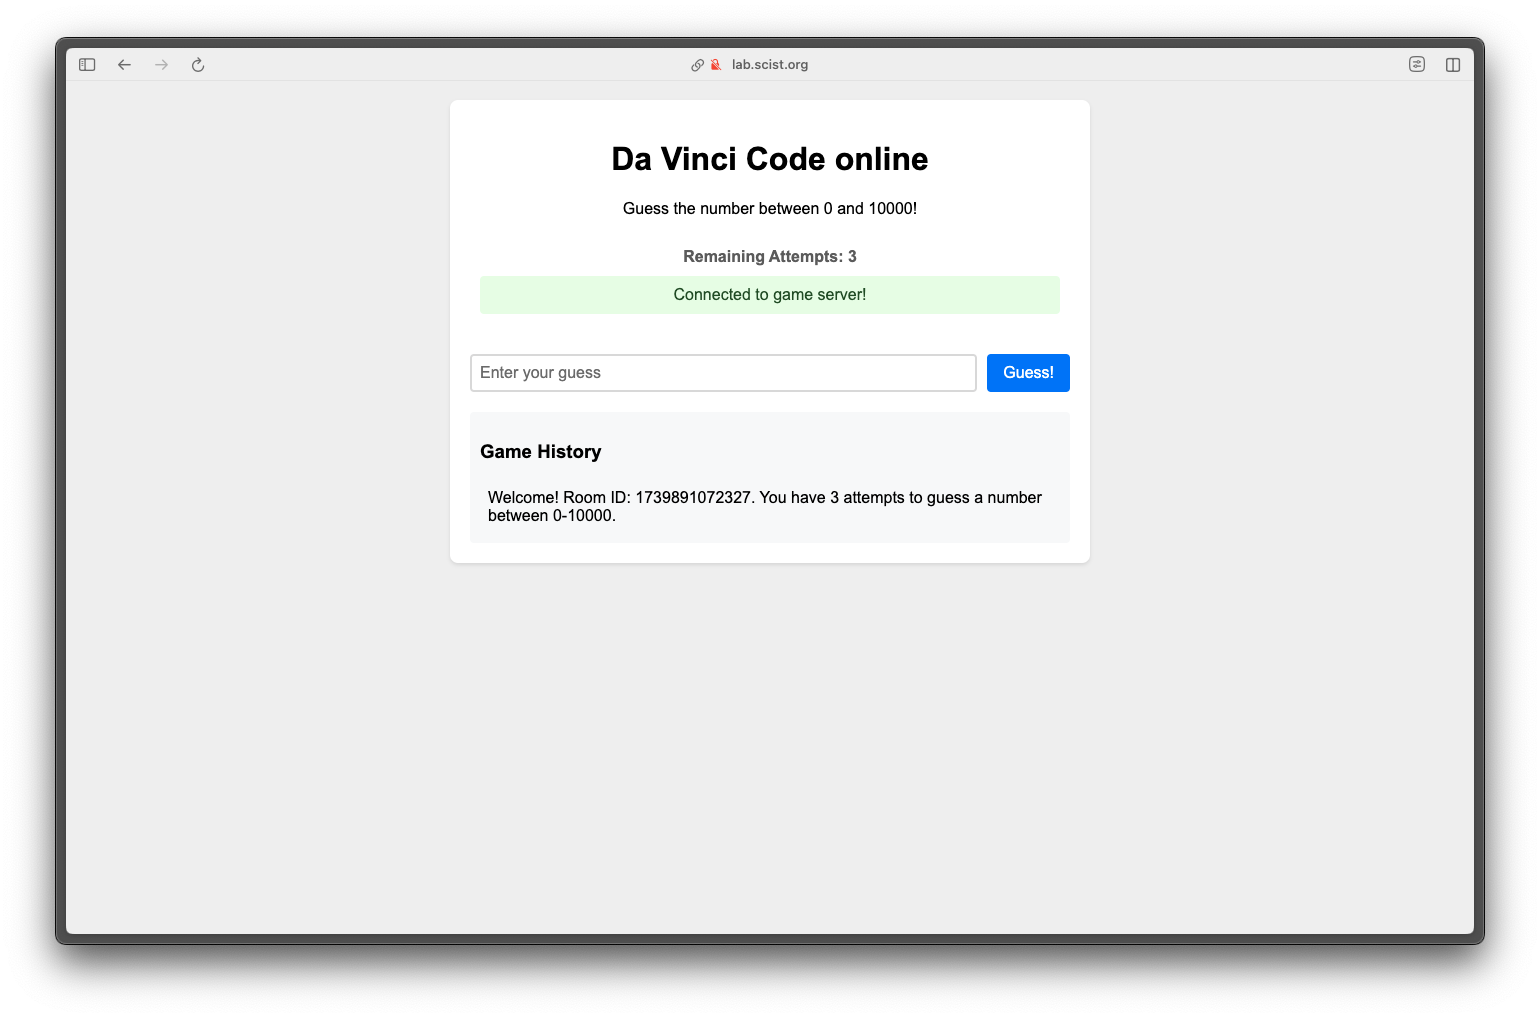 lab.scist.org
Da Vinci Code online
Guess the number between 0 and 10000!
Remaining Attempts: 3
Connected to game server!
Enter your guess
Guess!
Game History
Welcome! Room ID: 1739891072327. You have 3 attempts to guess a number
between 0-10000.